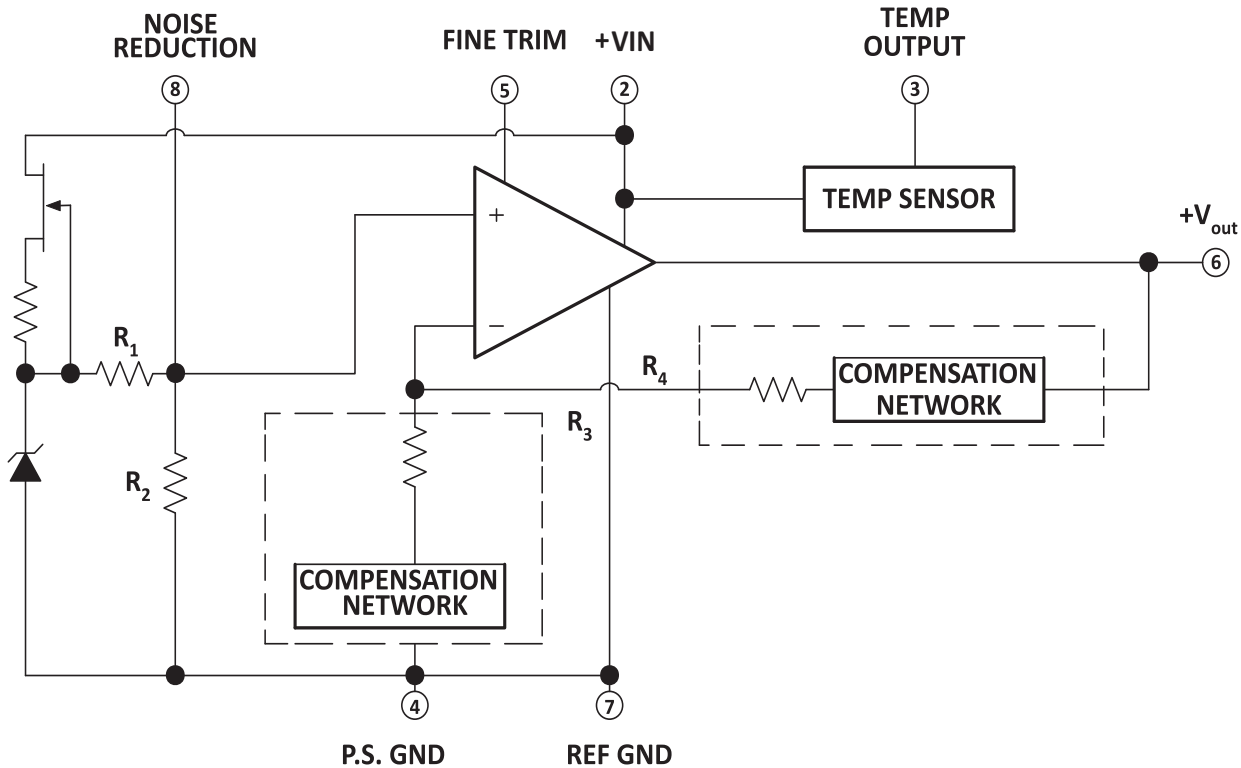 NOISE
REDUCTION
FINE TRIM
+VIN
TEMP
OUTPUT
8
5
2
3
TEMP SENSOR
+
+Vout
6
−
R1
R4
COMPENSATION
NETWORK
R3
R2
COMPENSATION
NETWORK
4
7
P.S. GND
REF GND